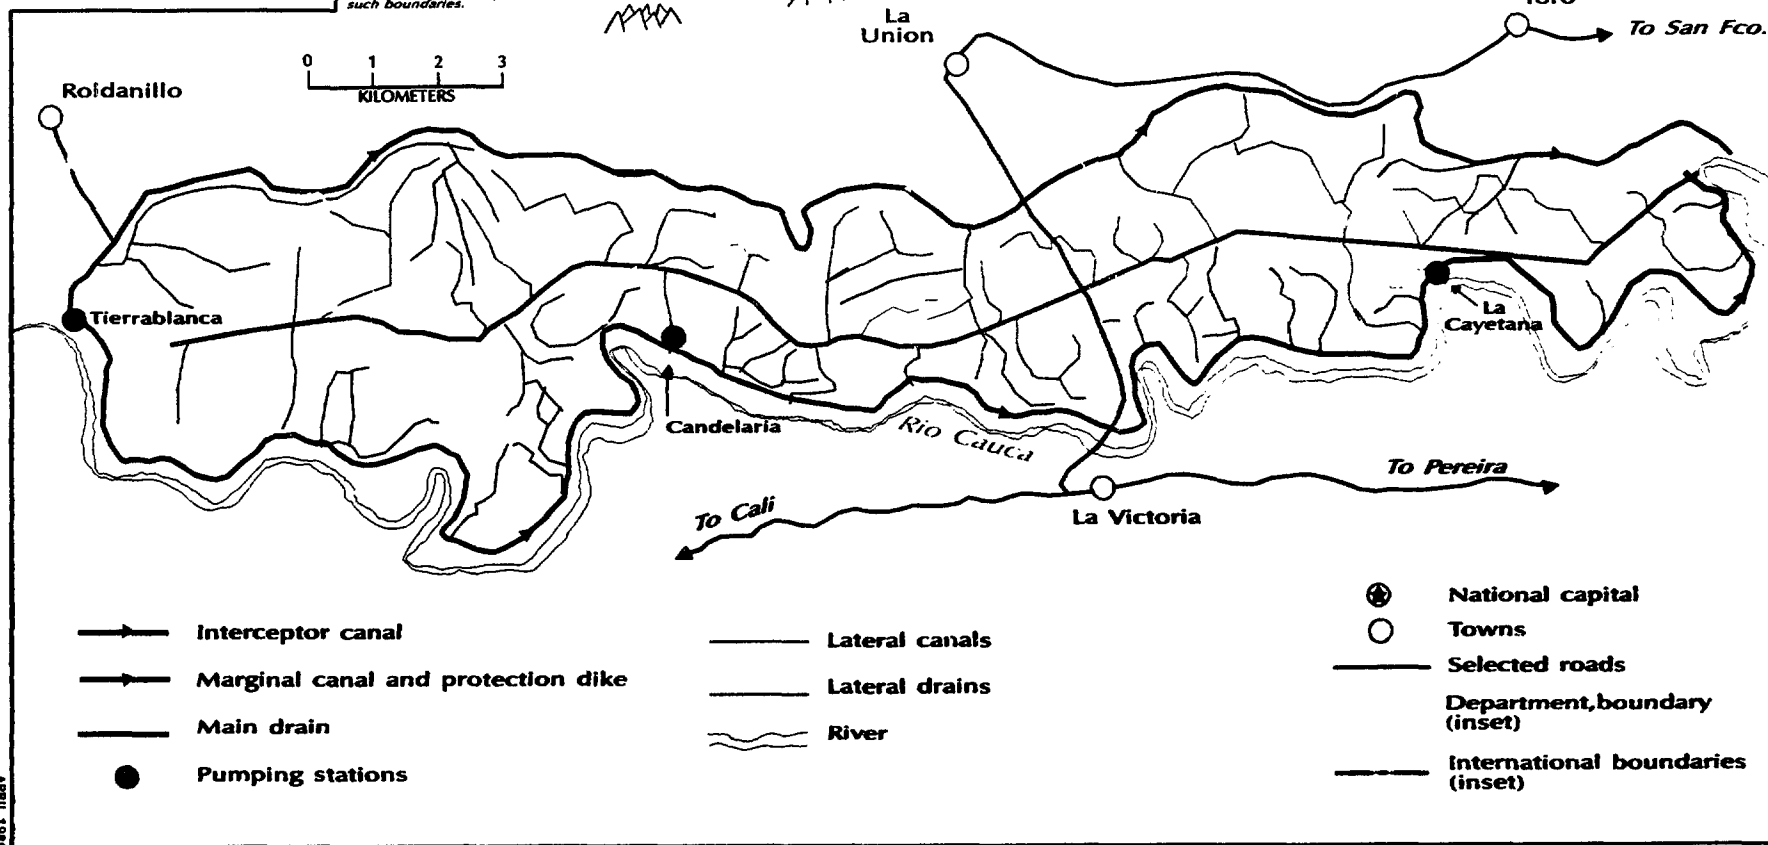 such boundaries.
La
Union
To San Fco.
0 1 2 3
KILOMETERS
Roldanillo
Tierrablanca
La
Cayetana
Candelaria
Rio Cauca
To Pereira
To Cali
La Victoria
Interceptor canal
Marginal canal and protection dike
Main drain
Pumping stations
Lateral canals
Lateral drains
River
National capital
Towns
Selected roads
Department boundary
(inset)
International boundaries
(inset)